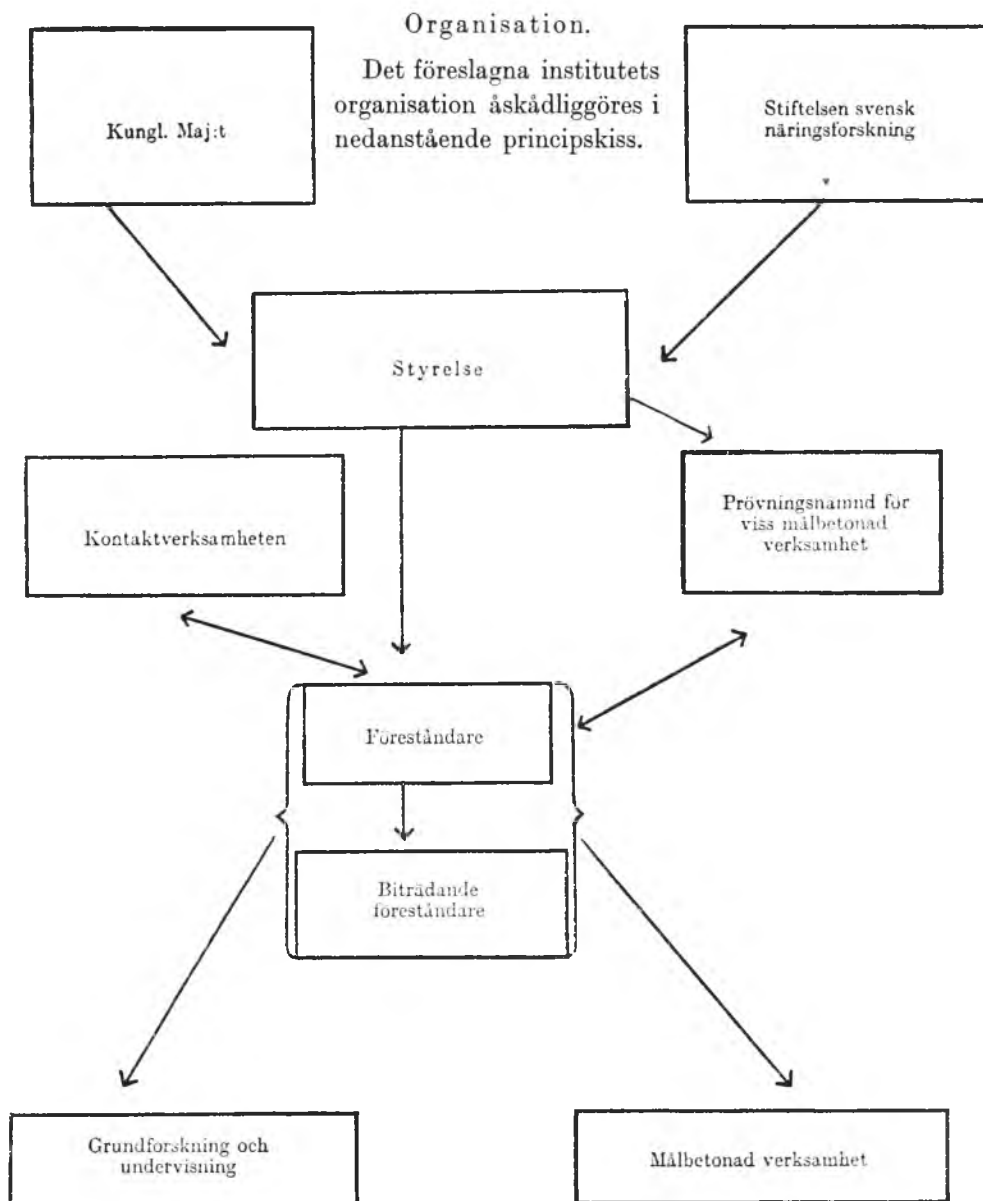 Organisation.
Det föreslagna institutets
organisation åskådliggöres i
nedanstående principskiss.
Kungl. Maj:t
Stiftelsen svensk
näringsforskning
Styrelse
Kontaktverksamheten
Prövningsnämnd för
viss målbetonad
verksamhet
Föreståndare
Biträdande
föreståndare
Grundforskning och
undervisning
Målbetonad verksamhet